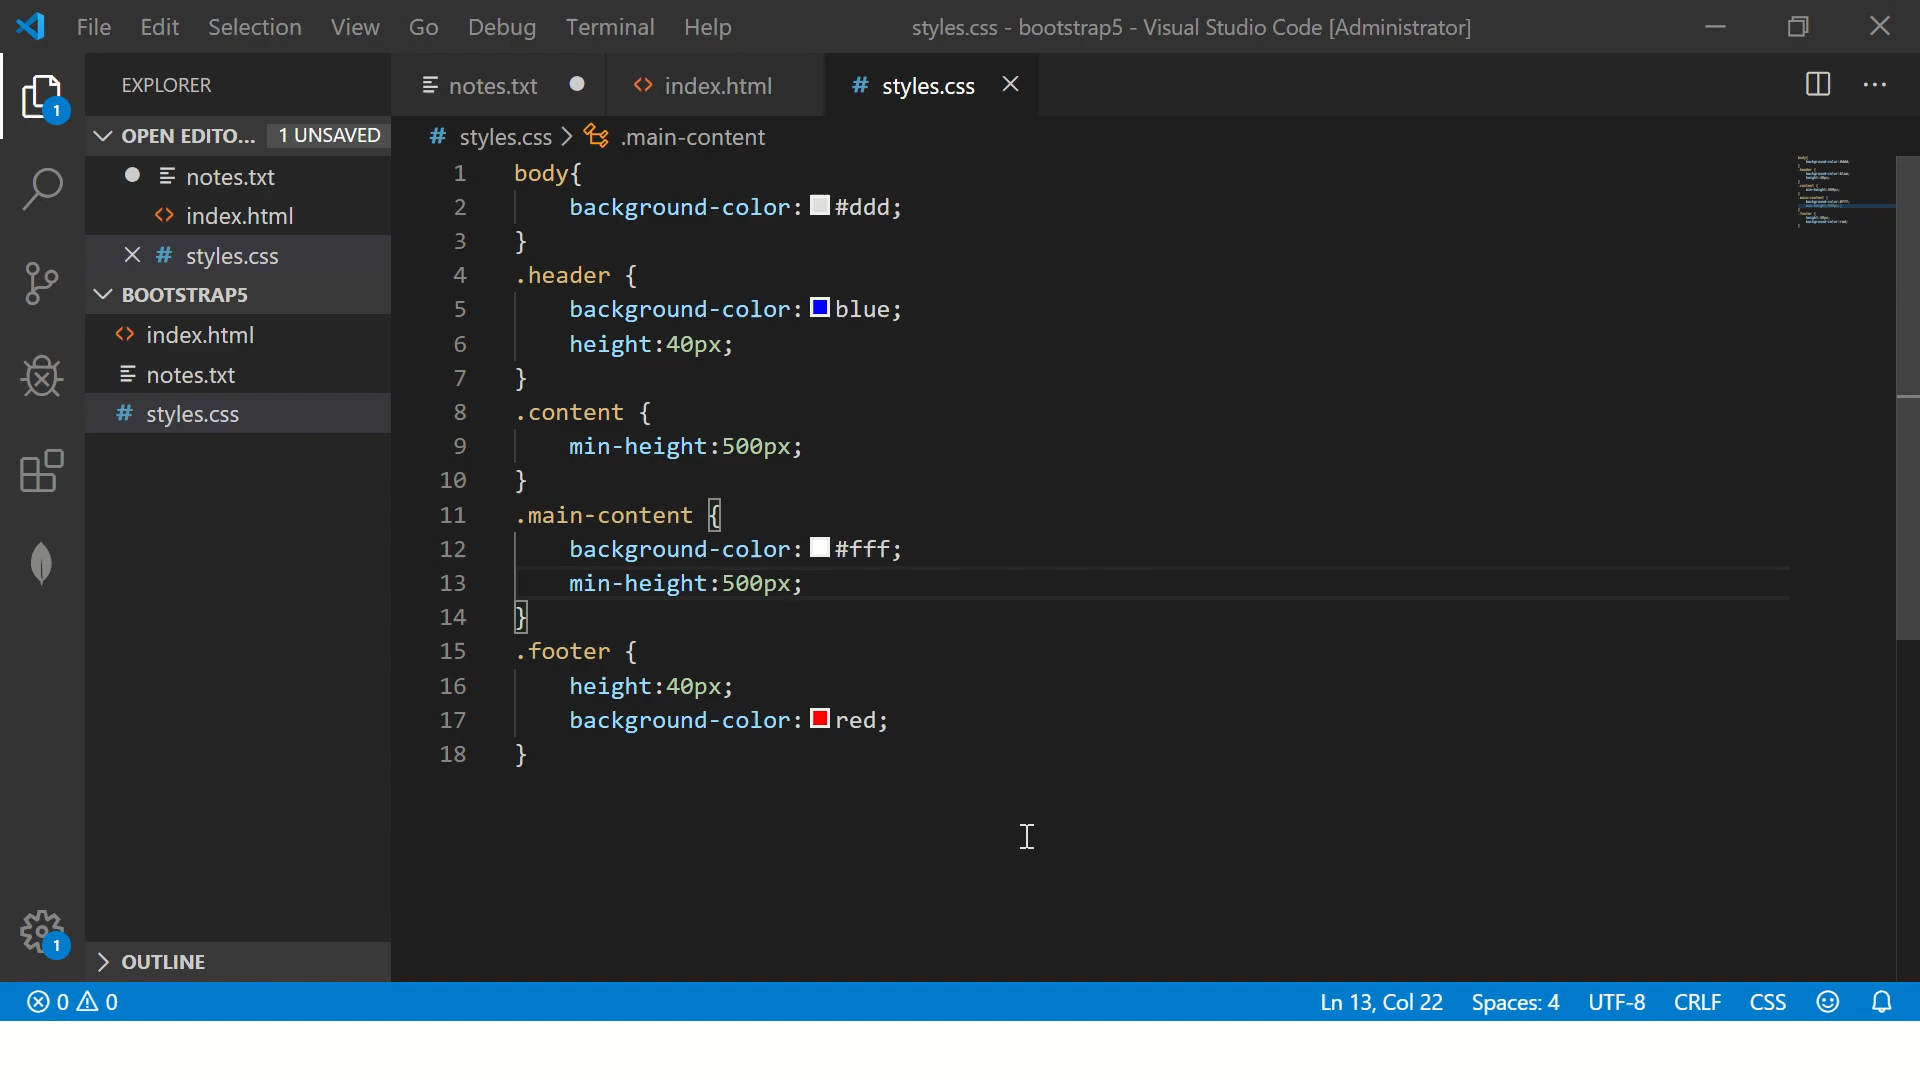 File Edit Selection View Go Debug Terminal Help
styles.css - bootstrap5 - Visual Studio Code [Administrator]
EXPLORER
notes.txt
index.html
styles.css
OPEN EDITO... 1 UNSAVED
notes.txt
index.html
styles.css
BOOTSTRAP5
index.html
notes.txt
styles.css
OUTLINE
1
1
# styles.css > .main-content
1 body{
2 background-color: #ddd;
3 }
4 .header {
5 background-color: blue;
6 height:40px;
7 }
8 .content {
9 min-height:500px;
10 }
11 .main-content {
12 background-color: #fff;
13 min-height:500px;
14 }
15 .footer {
16 height:40px;
17 background-color: red;
18 }
0 0
Ln 13, Col 22 Spaces: 4 UTF-8 CRLF CSS